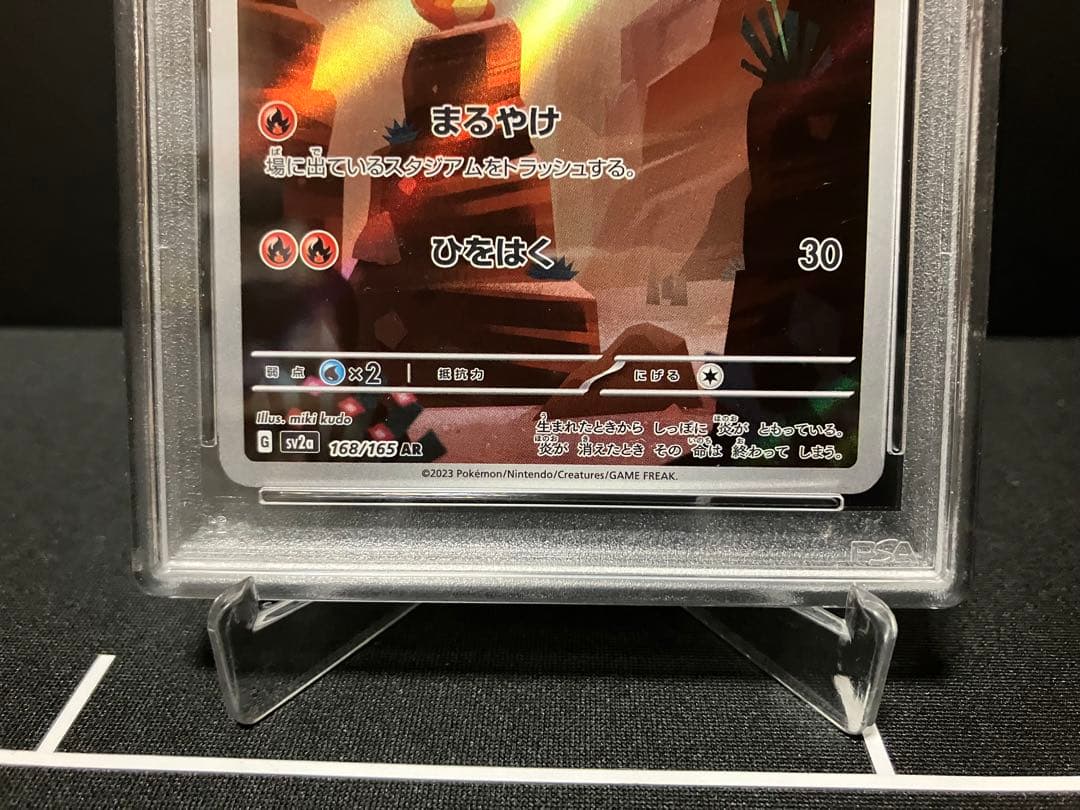 まるやけ
場に出ているスタジアムをトラッシュする。
ひをはく 30
弱点 ×2 抵抗力 にげる
Illus. miki kudo
生まれたときから しっぽに 炎が ともっている。
炎が 消えたとき その 命は 終わって しまう。
G sv2a 168/165 AR
©2023 Pokémon/Nintendo/Creatures/GAME FREAK.
PSA